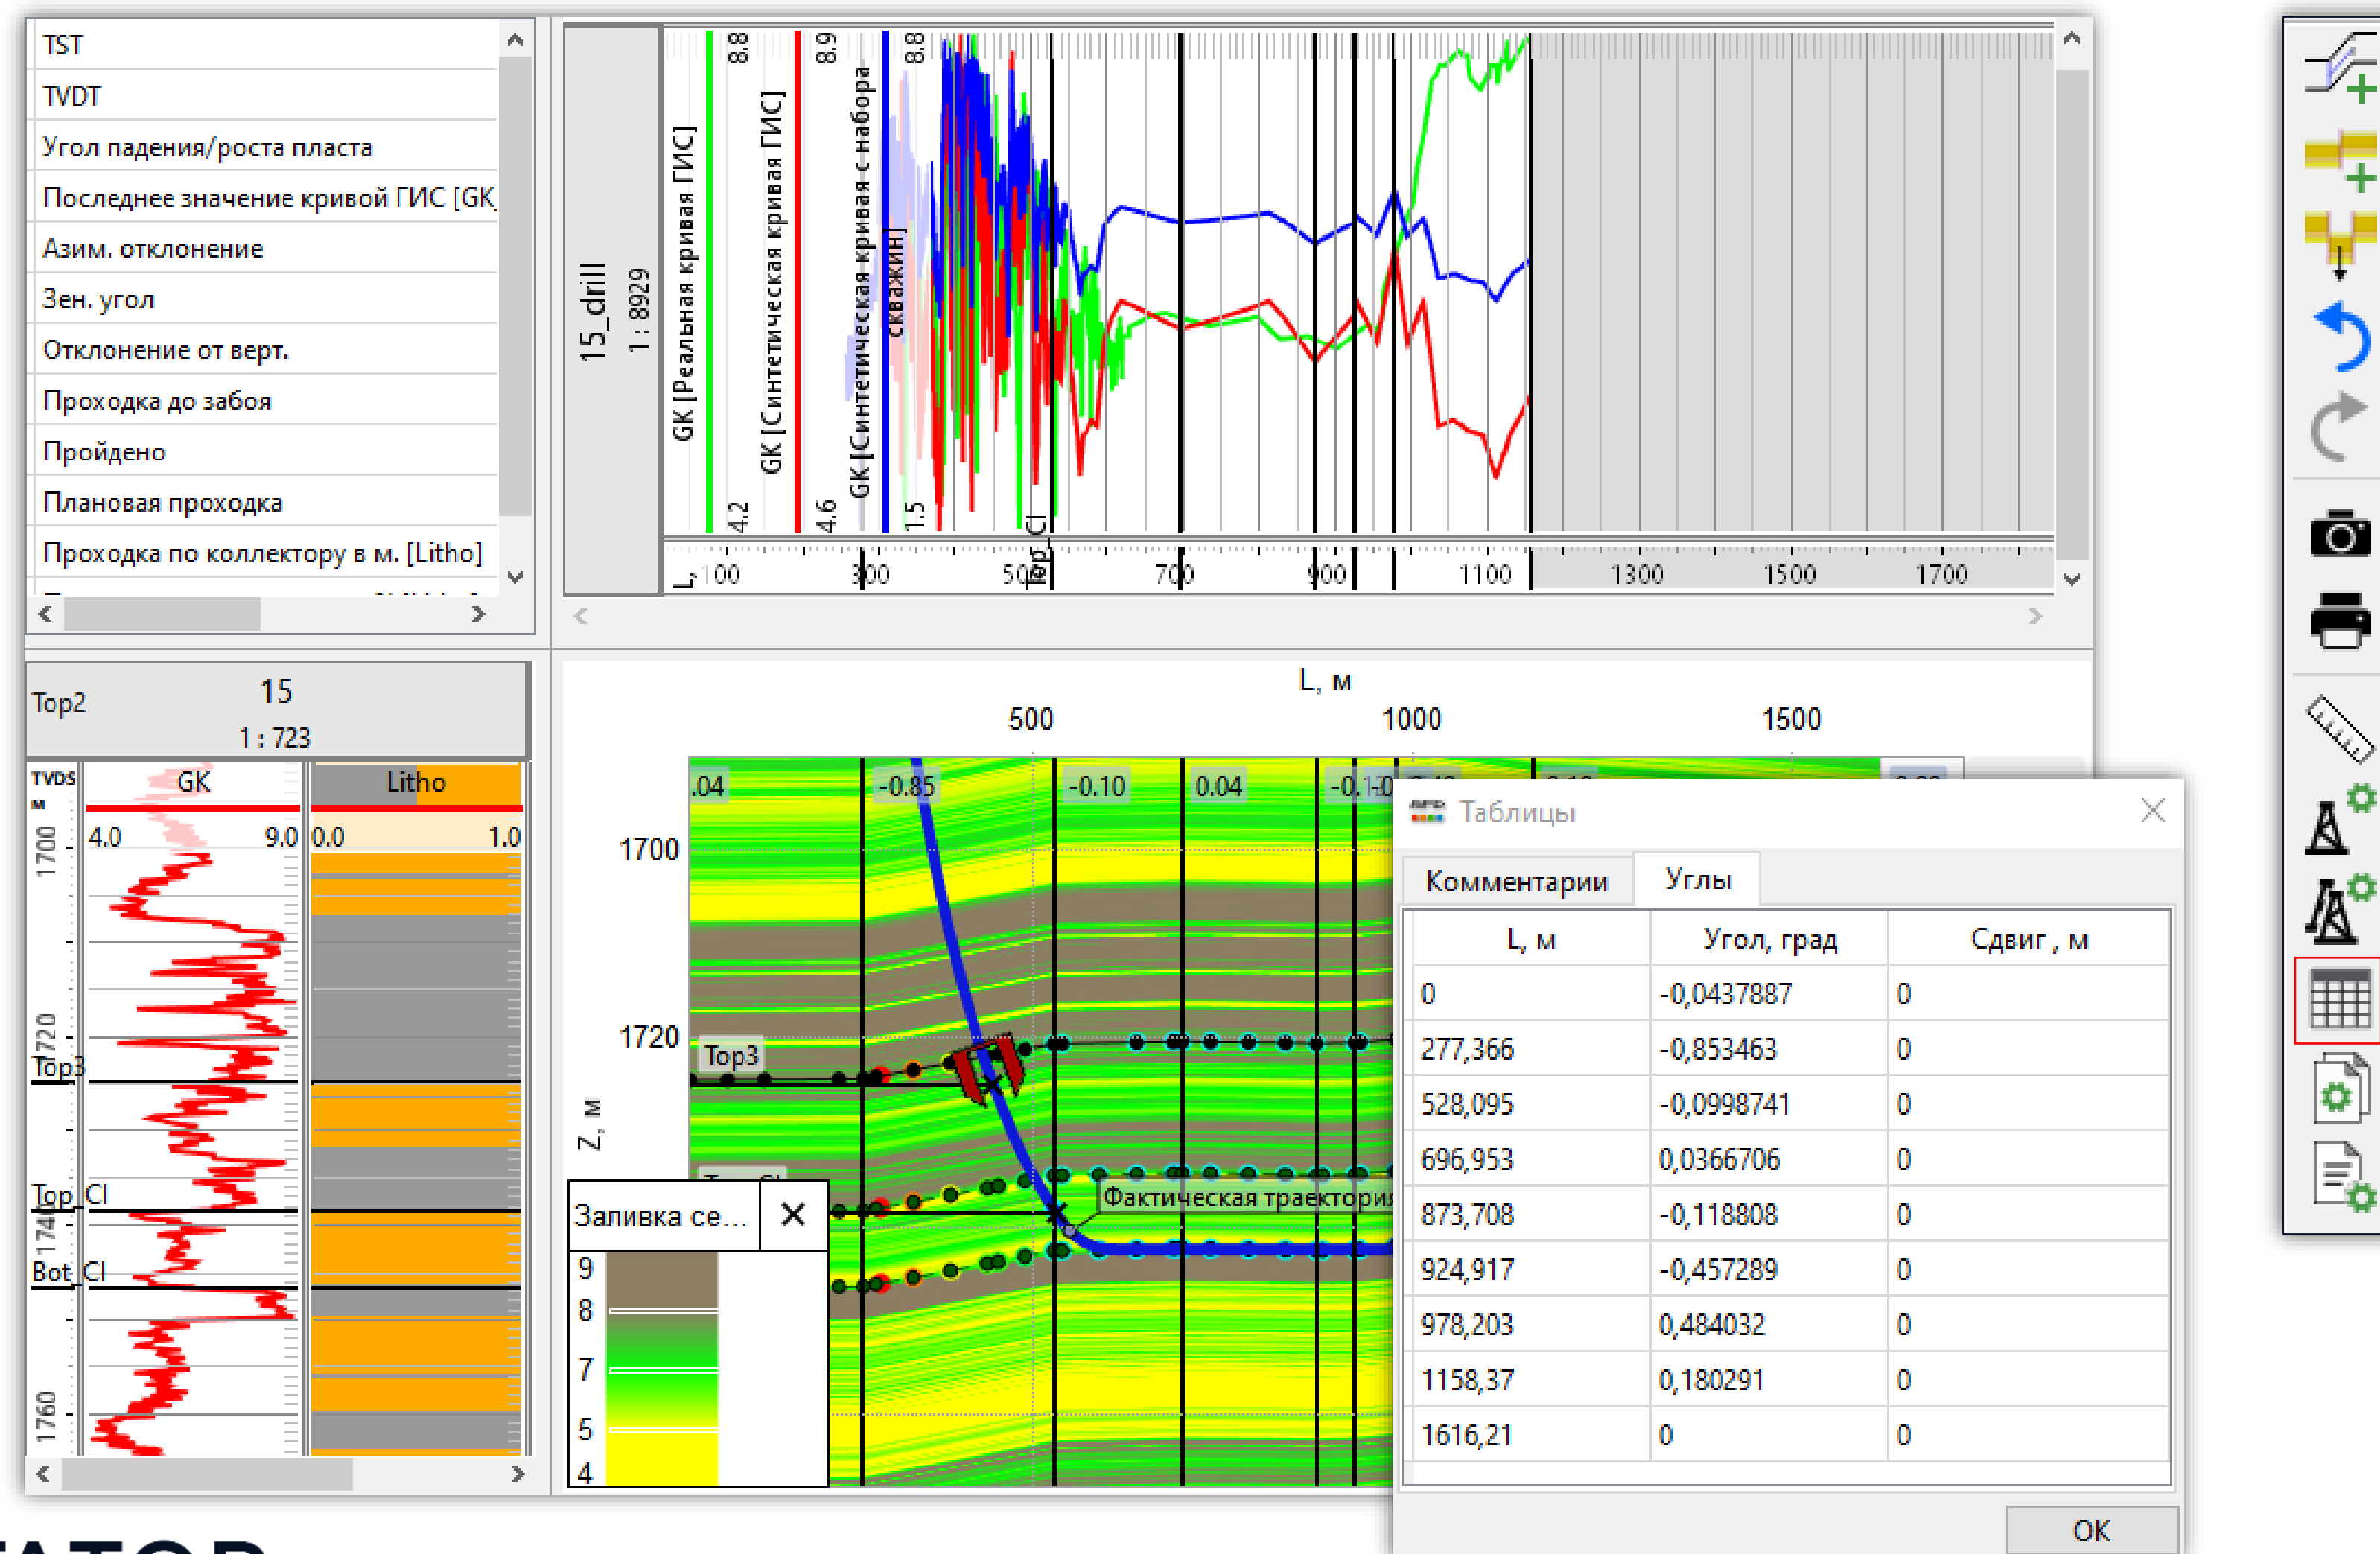 TST
TVDT
Угол падения/роста пласта
Последнее значение кривой ГИС [GK
Азим. отклонение
Зен. угол
Отклонение от верт.
Проходка до забоя
Пройдено
Плановая проходка
Проходка по коллектору в м. [Litho]
15_drill
1 : 8929
GK [Реальная кривая ГИС]
4.2 8.8
GK [Синтетическая кривая ГИС]
4.6 8.9
GK [Синтетическая кривая с набора
скважин]
1.5 8.8
Top_Cl
L, 100 300 500 700 900 1100 1300 1500 1700
Top2
15
1 : 723
TVDS
м
GK
Litho
4.0 9.0 0.0 1.0
1700
1720
Top3
Top_Cl
1740
Bot_Cl
1760
L, м
500 1000 1500
.04 -0.85 -0.10 0.04
1700
1720
Z, м
Top3
Фактическая траектория
Заливка се...
9
8
7
5
4
Таблицы
Комментарии Углы
L, м Угол, град Сдвиг , м
0 -0,0437887 0
277,366 -0,853463 0
528,095 -0,0998741 0
696,953 0,0366706 0
873,708 -0,118808 0
924,917 -0,457289 0
978,203 0,484032 0
1158,37 0,180291 0
1616,21 0 0
OK